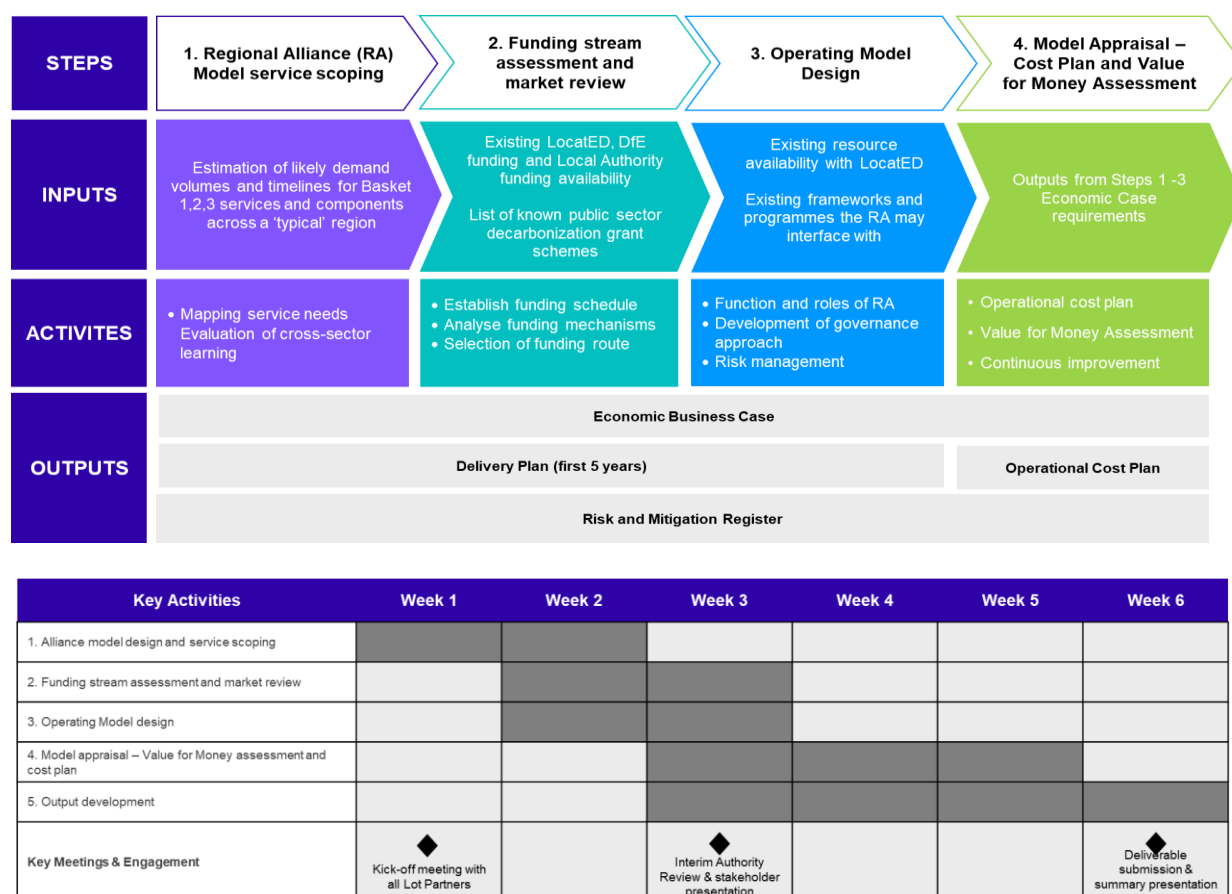 STEPS
1. Regional Alliance (RA)
Model service scoping
2. Funding stream
assessment and
market review
3. Operating Model
Design
4. Model Appraisal –
Cost Plan and Value
for Money Assessment
INPUTS
Estimation of likely demand
volumes and timelines for Basket
1,2,3 services and components
across a ‘typical’ region
Existing LocatED, DfE
funding and Local Authority
funding availability
List of known public sector
decarbonization grant
schemes
Existing resource
availability with LocatED
Existing frameworks and
programmes the RA may
interface with
Outputs from Steps 1 -3
Economic Case
requirements
ACTIVITES
• Mapping service needs
Evaluation of cross-sector
learning
• Establish funding schedule
• Analyse funding mechanisms
• Selection of funding route
• Function and roles of RA
• Development of governance
approach
• Risk management
• Operational cost plan
• Value for Money Assessment
• Continuous improvement
OUTPUTS
Economic Business Case
Delivery Plan (first 5 years)
Operational Cost Plan
Risk and Mitigation Register
Key Activities
Week 1
Week 2
Week 3
Week 4
Week 5
Week 6
1. Alliance model design and service scoping
2. Funding stream assessment and market review
3. Operating Model design
4. Model appraisal – Value for Money assessment and
cost plan
5. Output development
Key Meetings & Engagement
Kick-off meeting with
all Lot Partners
Interim Authority
Review & stakeholder
presentation
Deliverable
submission &
summary presentation